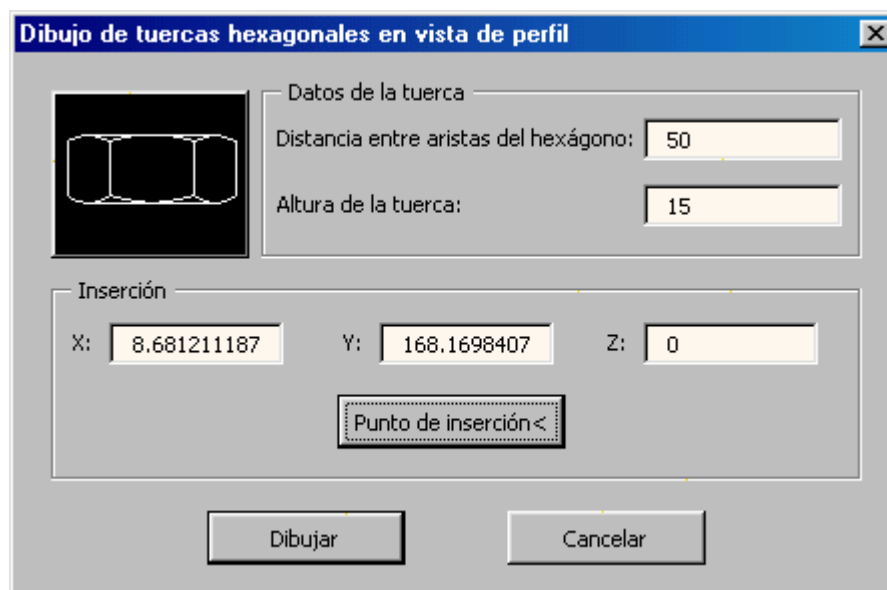 Dibujo de tuercas hexagonales en vista de perfil
Datos de la tuerca
Distancia entre aristas del hexágono: 50
Altura de la tuerca: 15
Inserción
X: 8.681211187 Y: 168.1698407 Z: 0
Punto de inserción<
Dibujar Cancelar